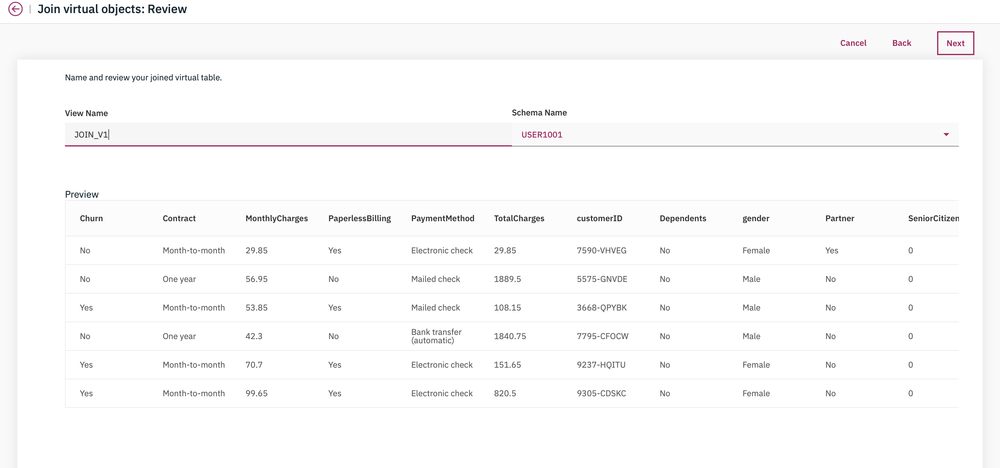 Join virtual objects: Review
Cancel Back Next
Name and review your joined virtual table.
View Name Schema Name
JOIN_V1 USER1001
Preview
Churn Contract MonthlyCharges PaperlessBilling PaymentMethod TotalCharges customerID Dependents gender Partner SeniorCitizen
No Month-to-month 29.85 Yes Electronic check 29.85 7590-VHVEG No Female Yes 0
No One year 56.95 No Mailed check 1889.5 5575-GNVDE No Male No 0
Yes Month-to-month 53.85 Yes Mailed check 108.15 3668-QPYBK No Male No 0
No One year 42.3 No Bank transfer (automatic) 1840.75 7795-CFOCW No Male No 0
Yes Month-to-month 70.7 Yes Electronic check 151.65 9237-HQITU No Female No 0
Yes Month-to-month 99.65 Yes Electronic check 820.5 9305-CDSKC No Female No 0